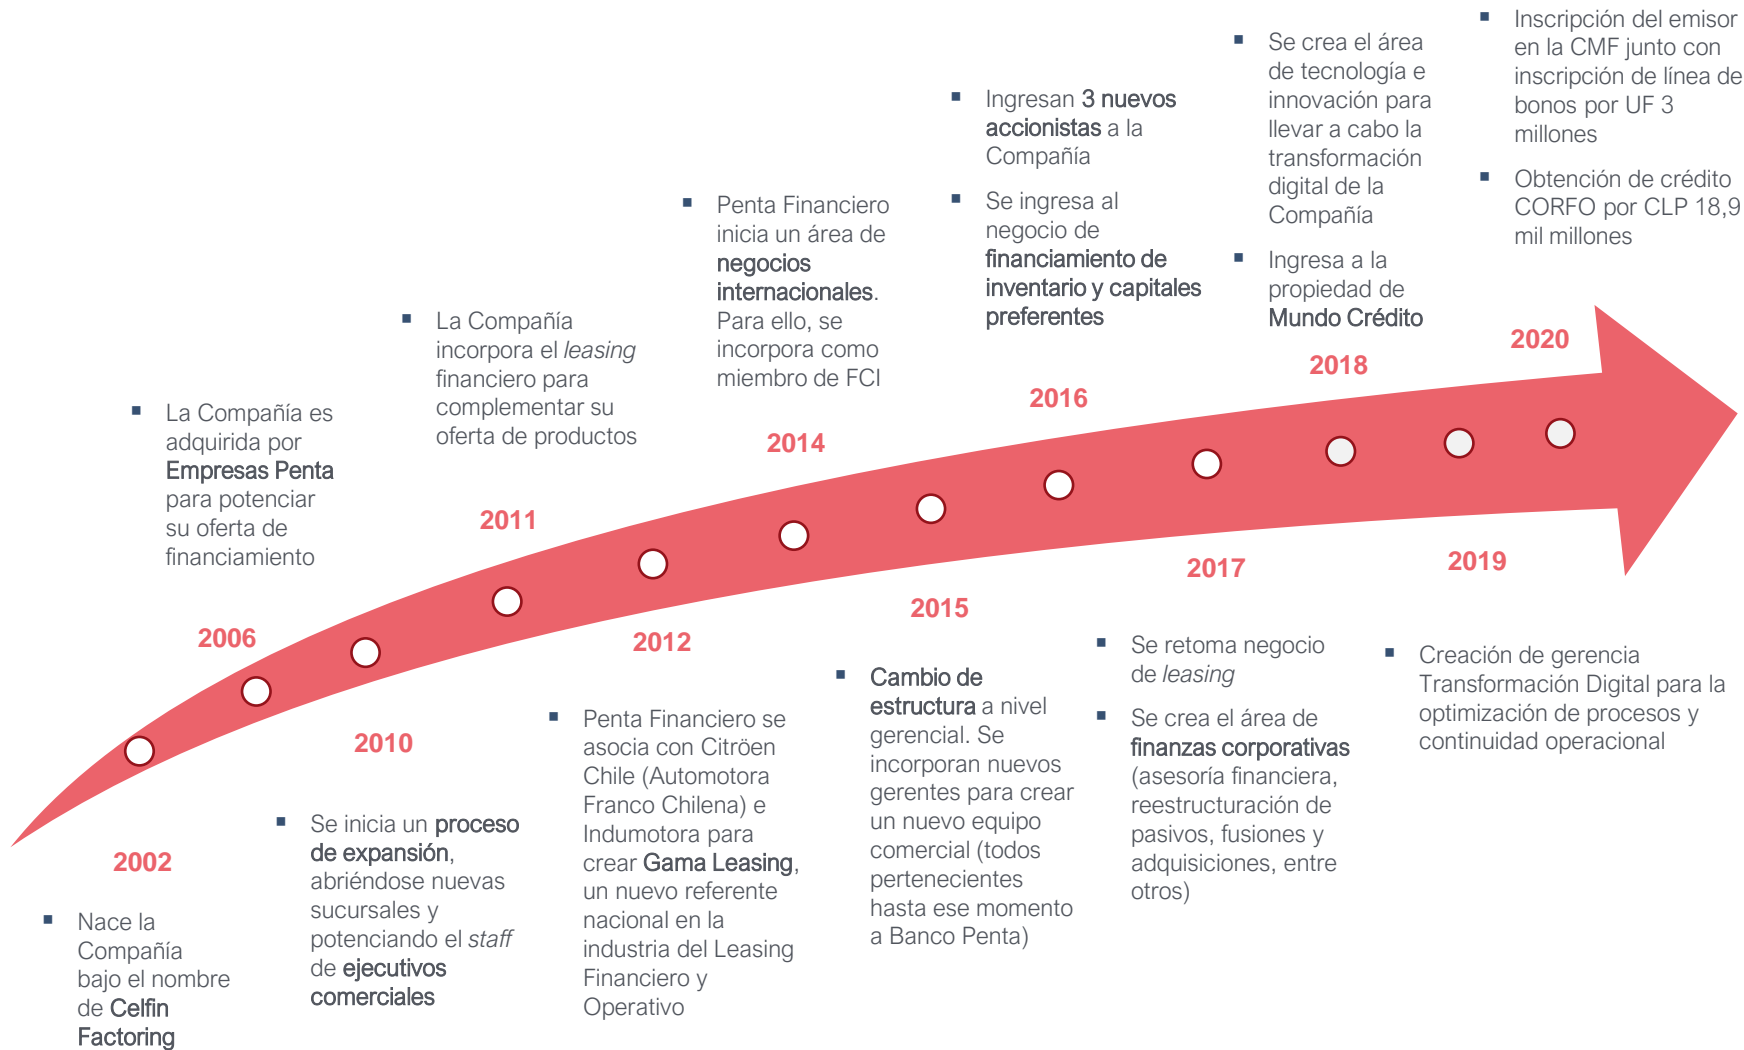 2002
Nace la
Compañía
bajo el nombre
de Celfin
Factoring
2006
La Compañía es
adquirida por
Empresas Penta
para potenciar
su oferta de
financiamiento
2010
Se inicia un proceso
de expansión,
abriéndose nuevas
sucursales y
potenciando el staff
de ejecutivos
comerciales
2011
La Compañía
incorpora el leasing
financiero para
complementar su
oferta de productos
2012
Penta Financiero se
asocia con Citröen
Chile (Automotora
Franco Chilena) e
Indumotora para
crear Gama Leasing,
un nuevo referente
nacional en la
industria del Leasing
Financiero y
Operativo
2014
Penta Financiero
inicia un área de
negocios
internacionales.
Para ello, se
incorpora como
miembro de FCI
2015
Cambio de
estructura a nivel
gerencial. Se
incorporan nuevos
gerentes para crear
un nuevo equipo
comercial (todos
pertenecientes
hasta ese momento
a Banco Penta)
2016
Ingresan 3 nuevos
accionistas a la
Compañía
Se ingresa al
negocio de
financiamiento de
inventario y capitales
preferentes
2017
Se retoma negocio
de leasing
Se crea el área de
finanzas corporativas
(asesoría financiera,
reestructuración de
pasivos, fusiones y
adquisiciones, entre
otros)
2018
Se crea el área
de tecnología e
innovación para
llevar a cabo la
transformación
digital de la
Compañía
Ingresa a la
propiedad de
Mundo Crédito
2019
Creación de gerencia
Transformación Digital para la
optimización de procesos y
continuidad operacional
2020
Inscripción del emisor
en la CMF junto con
inscripción de línea de
bonos por UF 3
millones
Obtención de crédito
CORFO por CLP 18,9
mil millones